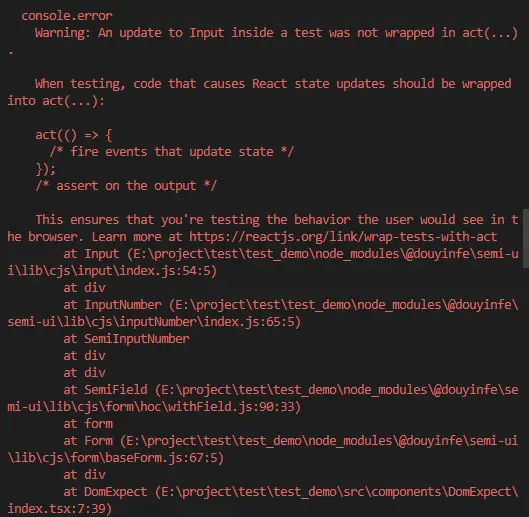 console.error
Warning: An update to Input inside a test was not wrapped in act(...)
.
When testing, code that causes React state updates should be wrapped
into act(...):
act(() => {
/* fire events that update state */
});
/* assert on the output */
This ensures that you're testing the behavior the user would see in t
he browser. Learn more at https://reactjs.org/link/wrap-tests-with-act
at Input (E:\project\test\test_demo\node_modules\@douyinfe\semi-u
i\lib\cjs\input\index.js:54:5)
at div
at InputNumber (E:\project\test\test_demo\node_modules\@douyinfe\
semi-ui\lib\cjs\inputNumber\index.js:65:5)
at SemiInputNumber
at div
at div
at SemiField (E:\project\test\test_demo\node_modules\@douyinfe\se
mi-ui\lib\cjs\form\hoc\withField.js:90:33)
at form
at Form (E:\project\test\test_demo\node_modules\@douyinfe\semi-ui
\lib\cjs\form\baseForm.js:67:5)
at div
at DomExpect (E:\project\test\test_demo\src\components\DomExpect\
index.tsx:7:39)